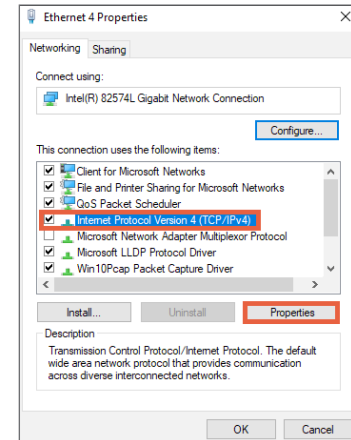 Ethernet 4 Properties
Networking
Sharing
Connect using:
Intel(R) 82574L Gigabit Network Connection
Configure...
This connection uses the following items:
Client for Microsoft Networks
File and Printer Sharing for Microsoft Networks
QoS Packet Scheduler
Internet Protocol Version 4 (TCP/IPv4)
Microsoft Network Adapter Multiplexor Protocol
Microsoft LLDP Protocol Driver
Win10Pcap Packet Capture Driver
Install...
Uninstall
Properties
Description
Transmission Control Protocol/Internet Protocol. The default
wide area network protocol that provides communication
across diverse interconnected networks.
OK
Cancel